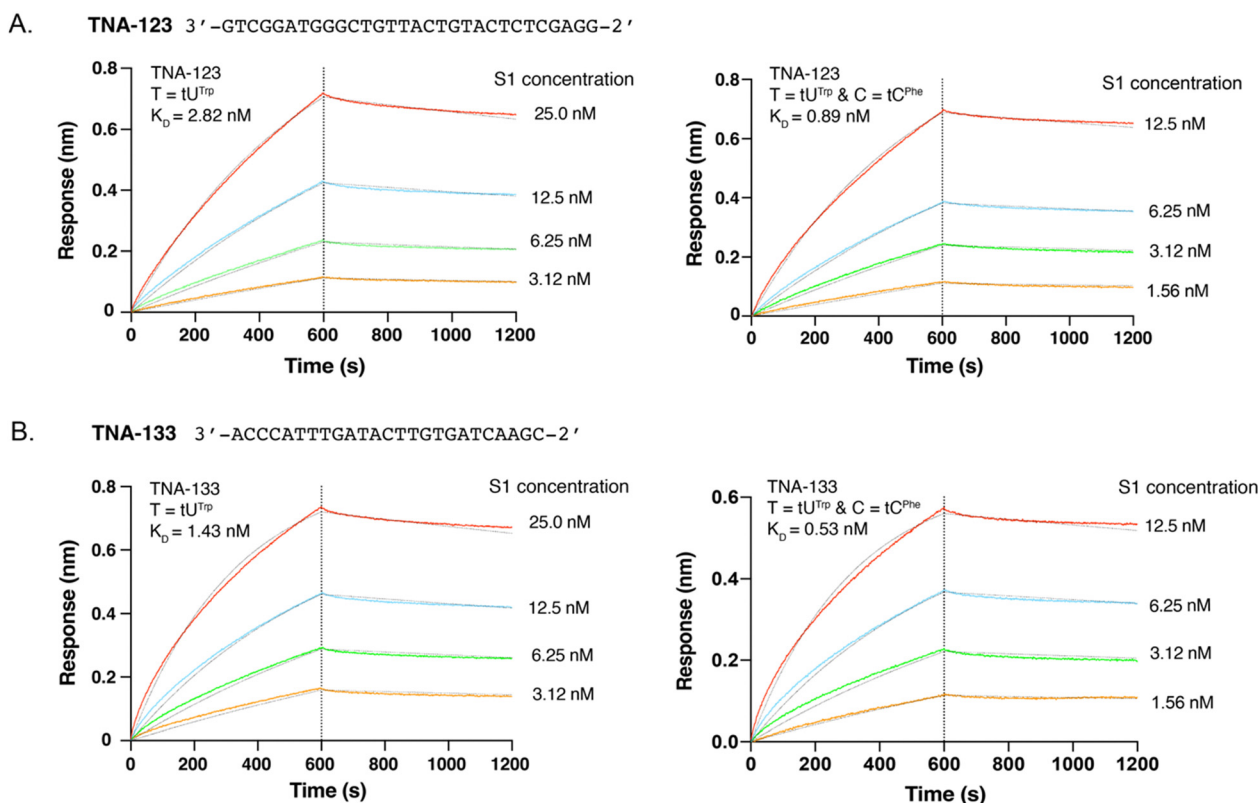 A.
TNA-123 3′-GTCGGATGGGCTGTTACTGTACTCTCGAGG-2′
TNA-123
T = tU^Trp
K_D = 2.82 nM
S1 concentration
25.0 nM
12.5 nM
6.25 nM
3.12 nM
Response (nm)
0.8
0.6
0.4
0.2
0
0 200 400 600 800 1000 1200
Time (s)
TNA-123
T = tU^Trp & C = tC^Phe
K_D = 0.89 nM
S1 concentration
12.5 nM
6.25 nM
3.12 nM
1.56 nM
Response (nm)
0.8
0.6
0.4
0.2
0
0 200 400 600 800 1000 1200
Time (s)
B.
TNA-133 3′-ACCCATTTGATACTTGTGATCAAGC-2′
TNA-133
T = tU^Trp
K_D = 1.43 nM
S1 concentration
25.0 nM
12.5 nM
6.25 nM
3.12 nM
Response (nm)
0.8
0.6
0.4
0.2
0
0 200 400 600 800 1000 1200
Time (s)
TNA-133
T = tU^Trp & C = tC^Phe
K_D = 0.53 nM
S1 concentration
12.5 nM
6.25 nM
3.12 nM
1.56 nM
Response (nm)
0.6
0.4
0.2
0.0
0 200 400 600 800 1000 1200
Time (s)